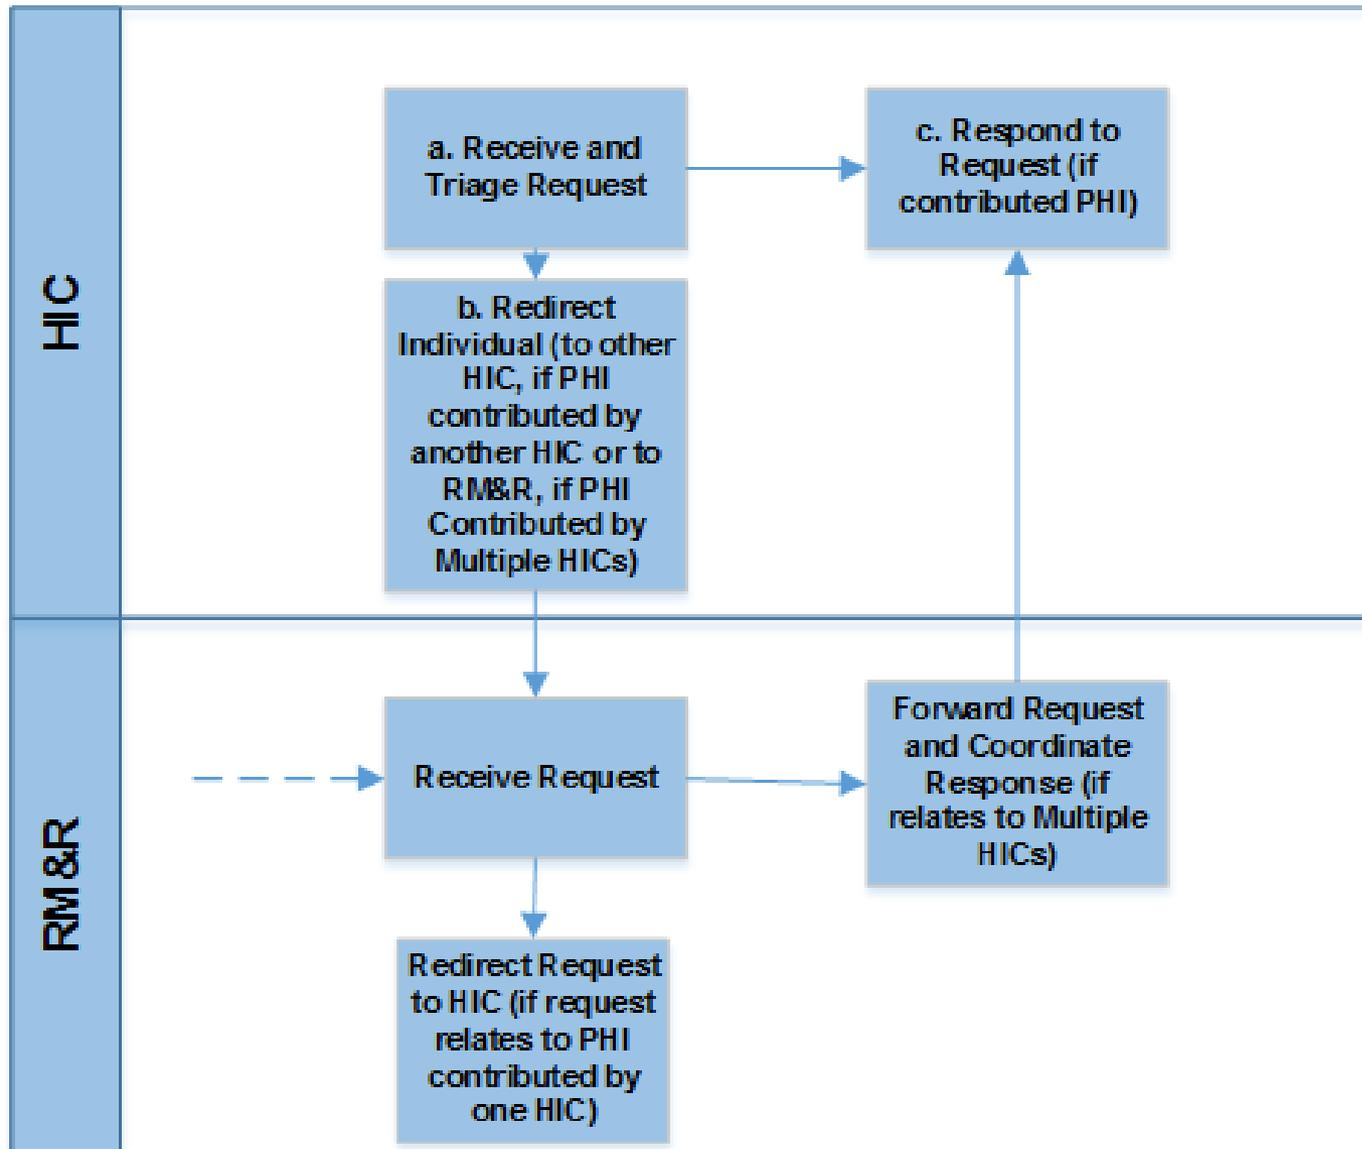 HIC
a. Receive and
Triage Request
c. Respond to
Request (if
contributed PHI)
b. Redirect
Individual (to other
HIC, if PHI
contributed by
another HIC or to
RM&R, if PHI
Contributed by
Multiple HICs)
RM&R
Receive Request
Forward Request
and Coordinate
Response (if
relates to Multiple
HICs)
Redirect Request
to HIC (if request
relates to PHI
contributed by
one HIC)